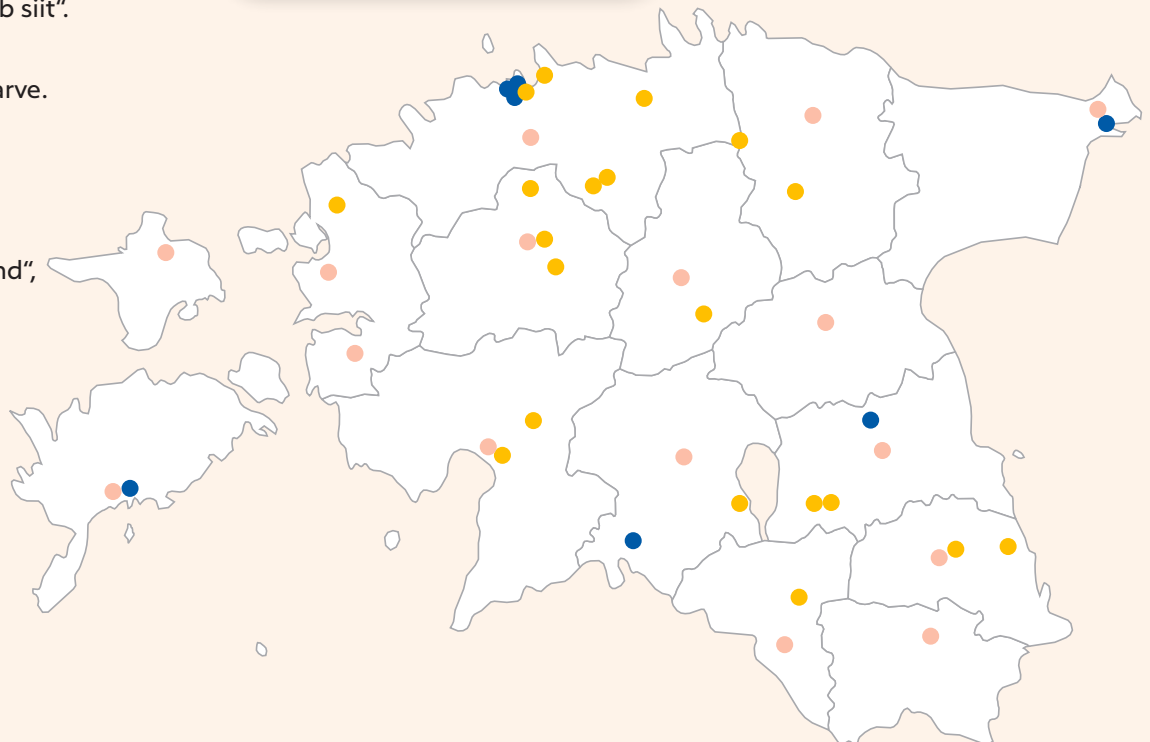 b siit“.
arve.
nd“,